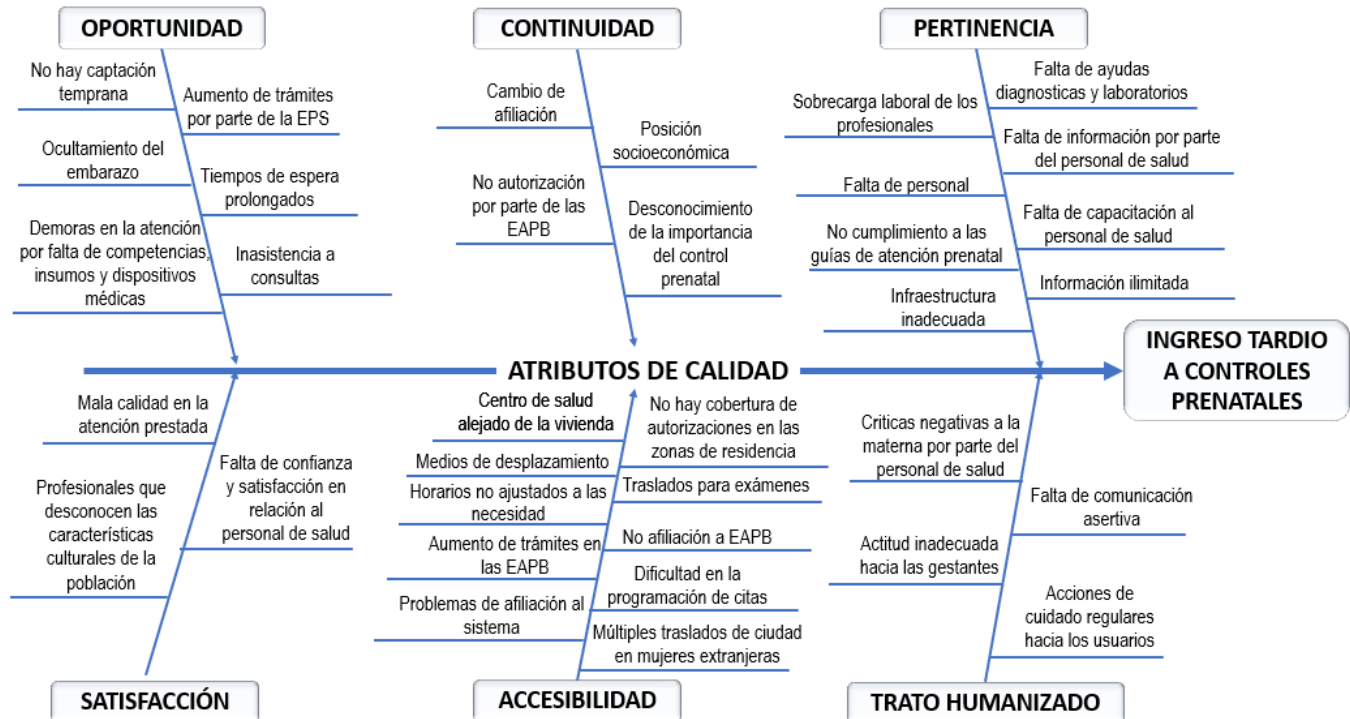 OPORTUNIDAD
No hay captación
temprana
Aumento de trámites
por parte de la EPS
Ocultamiento del
embarazo
Tiempos de espera
prolongados
Demoras en la atención
por falta de competencias,
insumos y dispositivos
médicas
Inasistencia a
consultas
CONTINUIDAD
Cambio de
afiliación
Posición
socioeconómica
No autorización
por parte de las
EAPB
Desconocimiento
de la importancia
del control
prenatal
PERTINENCIA
Falta de ayudas
diagnosticas y laboratorios
Sobrecarga laboral de los
profesionales
Falta de información por parte
del personal de salud
Falta de personal
Falta de capacitación al
personal de salud
No cumplimiento a las
guías de atención prenatal
Información ilimitada
Infraestructura
inadecuada
ATRIBUTOS DE CALIDAD
INGRESO TARDIO
A CONTROLES
PRENATALES
Mala calidad en la
atención prestada
Falta de confianza
y satisfacción en
relación al
personal de salud
Profesionales que
desconocen las
características
culturales de la
población
SATISFACCIÓN
Centro de salud
alejado de la vivienda
No hay cobertura de
autorizaciones en las
zonas de residencia
Medios de desplazamiento
Traslados para exámenes
Horarios no ajustados a las
necesidad
No afiliación a EAPB
Aumento de trámites en
las EAPB
Dificultad en la
programación de citas
Problemas de afiliación al
sistema
Múltiples traslados de ciudad
en mujeres extranjeras
ACCESIBILIDAD
Criticas negativas a la
materna por parte del
personal de salud
Falta de comunicación
asertiva
Actitud inadecuada
hacia las gestantes
Acciones de
cuidado regulares
hacia los usuarios
TRATO HUMANIZADO